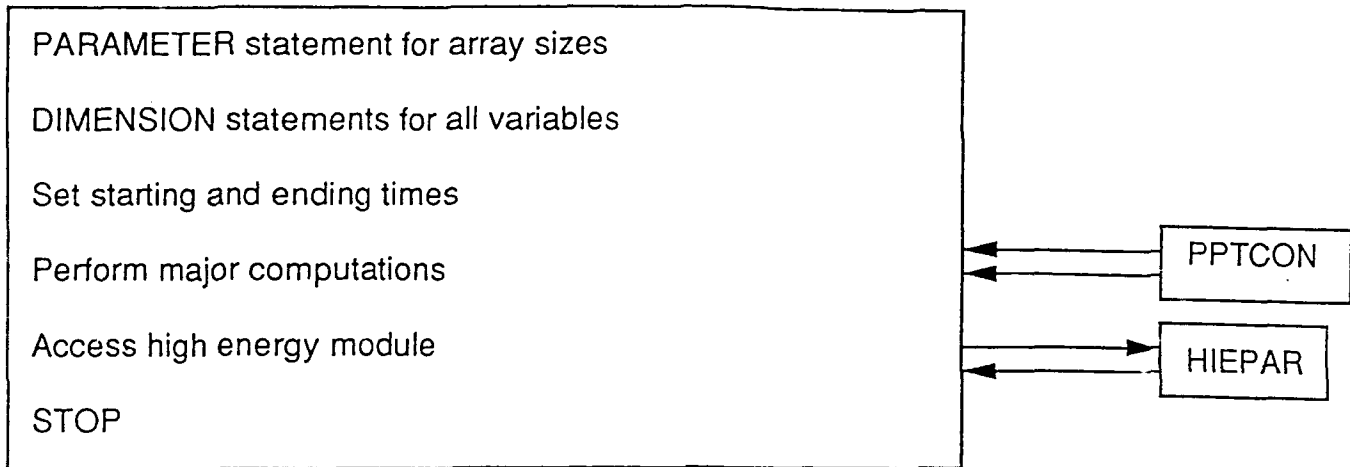 PARAMETER statement for array sizes
DIMENSION statements for all variables
Set starting and ending times
Perform major computations
Access high energy module
STOP
PPTCON
HIEPAR